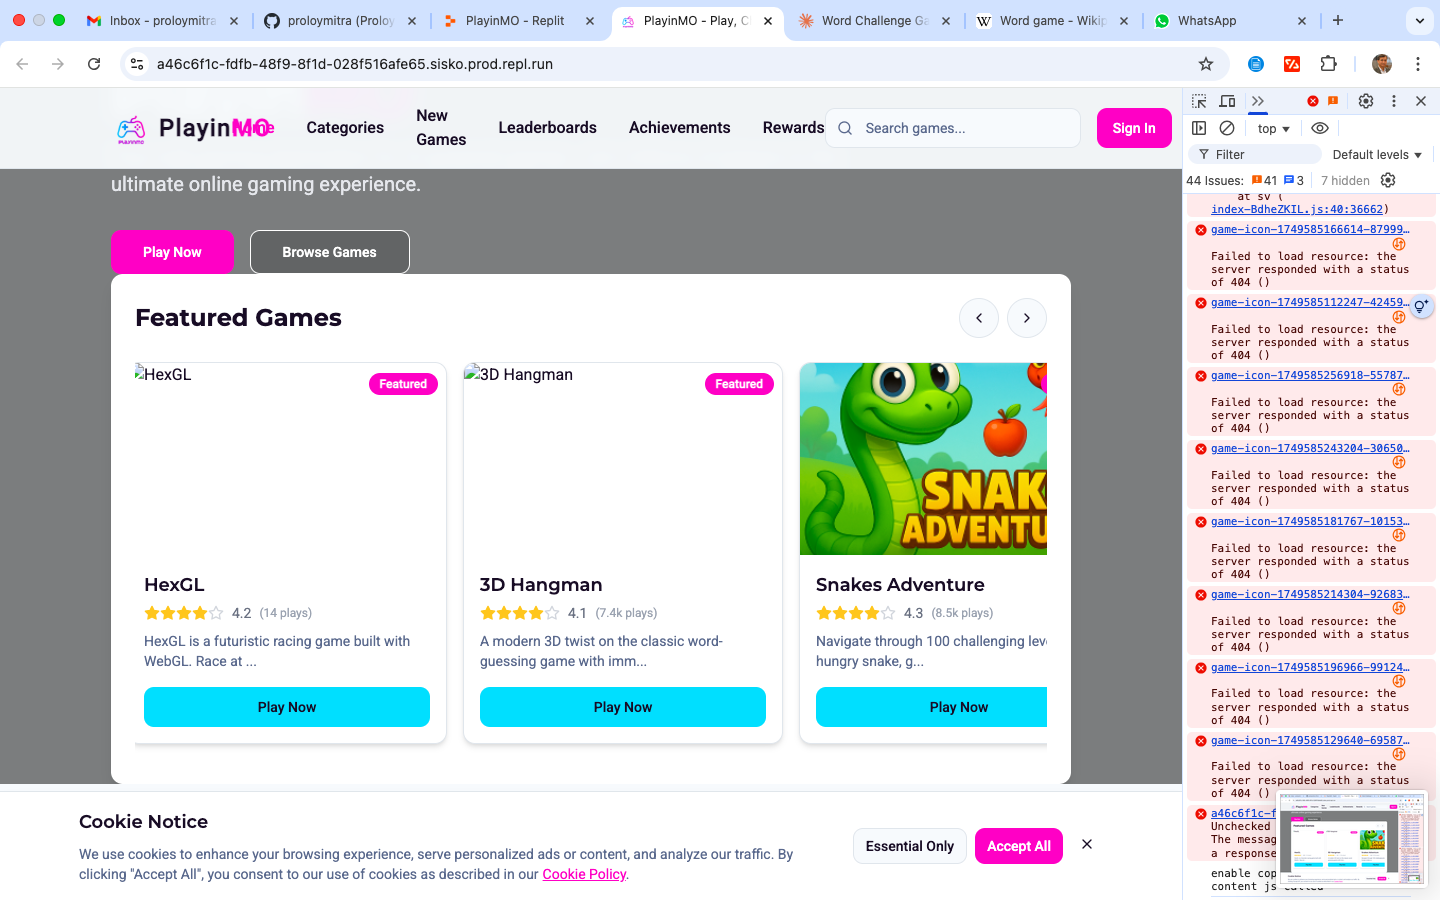 Inbox - proloymitra
proloymitra (Proloy
PlayinMO - Replit
PlayinMO - Play, C
Word Challenge Ga
Word game - Wikip
WhatsApp
a46c6f1c-fdfb-48f9-8f1d-028f516afe65.sisko.prod.repl.run
PLAYINMO
PlayinMO
Home
Categories
New
Games
Leaderboards
Achievements
Rewards
Search games...
Sign In
ultimate online gaming experience.
Play Now
Browse Games
Featured Games
HexGL
Featured
3D Hangman
Featured
SNAK
ADVENTU
HexGL
4.2 (14 plays)
HexGL is a futuristic racing game built with
WebGL. Race at ...
Play Now
3D Hangman
4.1 (7.4k plays)
A modern 3D twist on the classic word-
guessing game with imm...
Play Now
Snakes Adventure
4.3 (8.5k plays)
Navigate through 100 challenging leve
hungry snake, g...
Play Now
Cookie Notice
We use cookies to enhance your browsing experience, serve personalized ads or content, and analyze our traffic. By
clicking "Accept All", you consent to our use of cookies as described in our Cookie Policy.
Essential Only
Accept All
top
Filter
Default levels
44 Issues: 41 3
7 hidden
at sv (
index-BdheZKIL.js:40:36662)
game-icon-1749585166614-87999…
Failed to load resource: the
server responded with a status
of 404 ()
game-icon-1749585112247-42459…
Failed to load resource: the
server responded with a status
of 404 ()
game-icon-1749585256918-55787…
Failed to load resource: the
server responded with a status
of 404 ()
game-icon-1749585243204-30650…
Failed to load resource: the
server responded with a status
of 404 ()
game-icon-1749585181767-10153…
Failed to load resource: the
server responded with a status
of 404 ()
game-icon-1749585214304-92683…
Failed to load resource: the
server responded with a status
of 404 ()
game-icon-1749585196966-99124…
Failed to load resource: the
server responded with a status
of 404 ()
game-icon-1749585129640-69587…
Failed to load resource: the
server responded with a status
of 404 ()
a46c6f1c-f
Unchecked
The messag
a response
enable cop
content js called